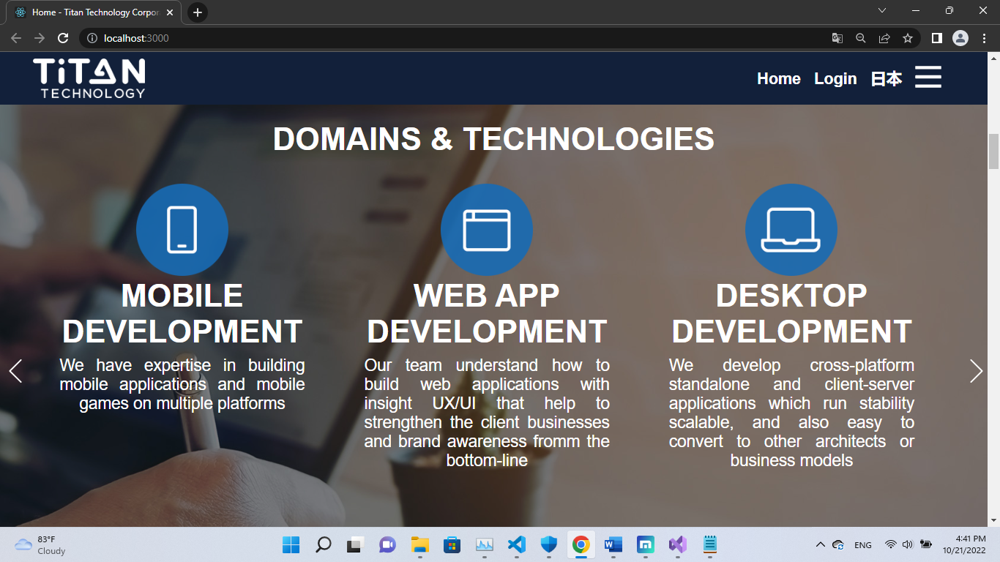 Home - Titan Technology Corpor
localhost:3000
TiTAN
TECHNOLOGY
Home Login 日本
DOMAINS & TECHNOLOGIES
MOBILE
DEVELOPMENT
We have expertise in building
mobile applications and mobile
games on multiple platforms
WEB APP
DEVELOPMENT
Our team understand how to
build web applications with
insight UX/UI that help to
strengthen the client businesses
and brand awareness fromm the
bottom-line
DESKTOP
DEVELOPMENT
We develop cross-platform
standalone and client-server
applications which run stability
scalable, and also easy to
convert to other architects or
business models
83°F
Cloudy
ENG
4:41 PM
10/21/2022